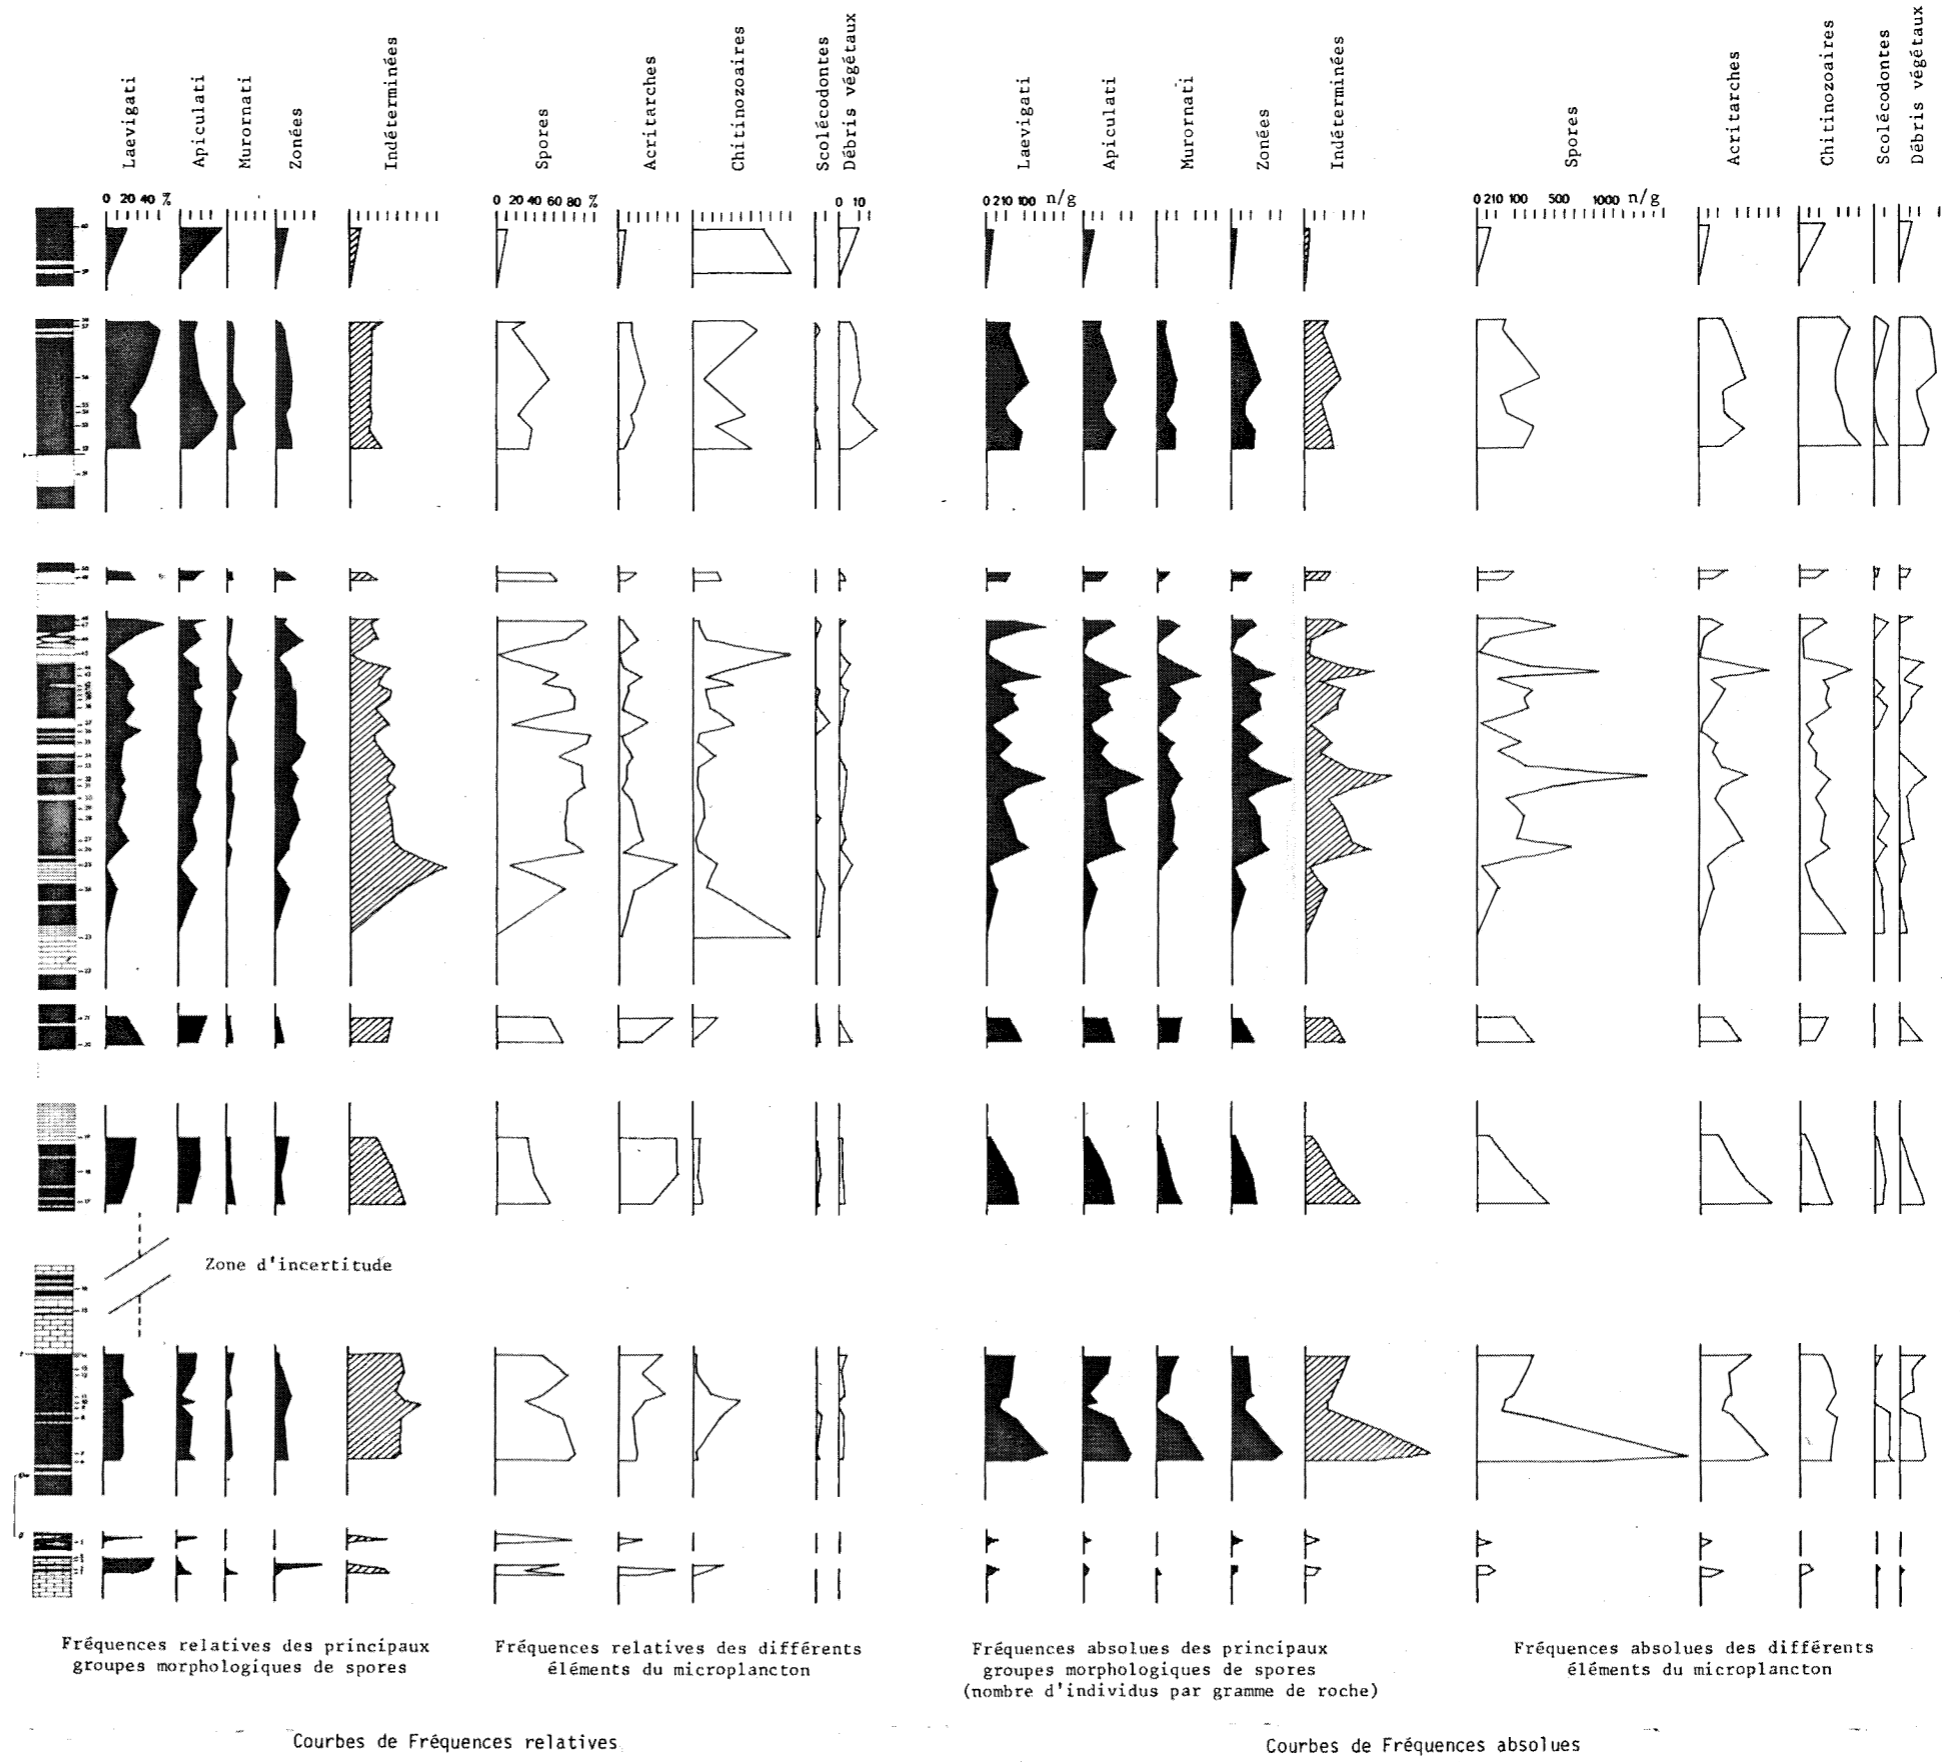 Laevigati
Apiculati
Murornati
Zonées
Indéterminées
Spores
Acritarches
Chitinozoaires
Scolécodontes
Débris végétaux
Laevigati
Apiculati
Murornati
Zonées
Indéterminées
Spores
Acritarches
Chitinozoaires
Scolécodontes
Débris végétaux
0 20 40 %
0 20 40 60 80 %
0 10
0 2 10 100 n/g
0 2 10 100 500 1000 n/g
Zone d'incertitude
Fréquences relatives des principaux
groupes morphologiques de spores
Fréquences relatives des différents
éléments du microplancton
Fréquences absolues des principaux
groupes morphologiques de spores
(nombre d'individus par gramme de roche)
Fréquences absolues des différents
éléments du microplancton
Courbes de Fréquences relatives
Courbes de Fréquences absolues